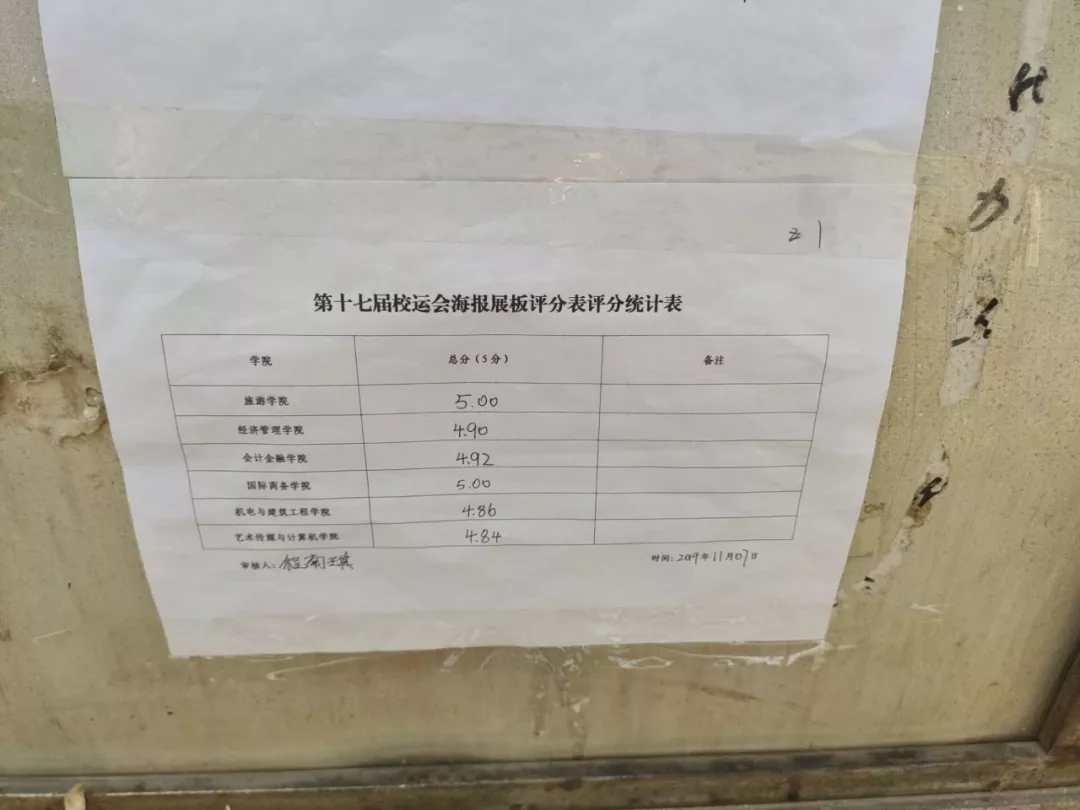 21
第十七届校运会海报展板评分表评分统计表
学院 总分（5分） 备注
旅游学院 5.00
经济管理学院 4.90
会计金融学院 4.92
国际商务学院 5.00
机电与建筑工程学院 4.86
艺术传媒与计算机学院 4.84
审核人： 时间：2019年11月07日